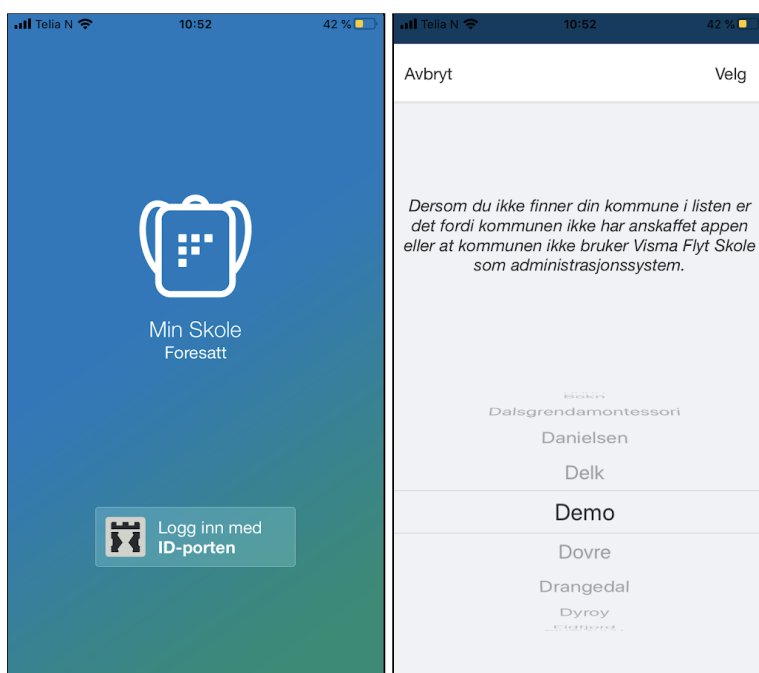 Telia N 10:52 42 %
Min Skole
Foresatt
Logg inn med
ID-porten
Telia N 10:52 42 %
Avbryt Velg
Dersom du ikke finner din kommune i listen er
det fordi kommunen ikke har anskaffet appen
eller at kommunen ikke bruker Visma Flyt Skole
som administrasjonssystem.
Bokn
Dalsgrendamontessori
Danielsen
Delk
Demo
Dovre
Drangedal
Dyroy
Eidfjord